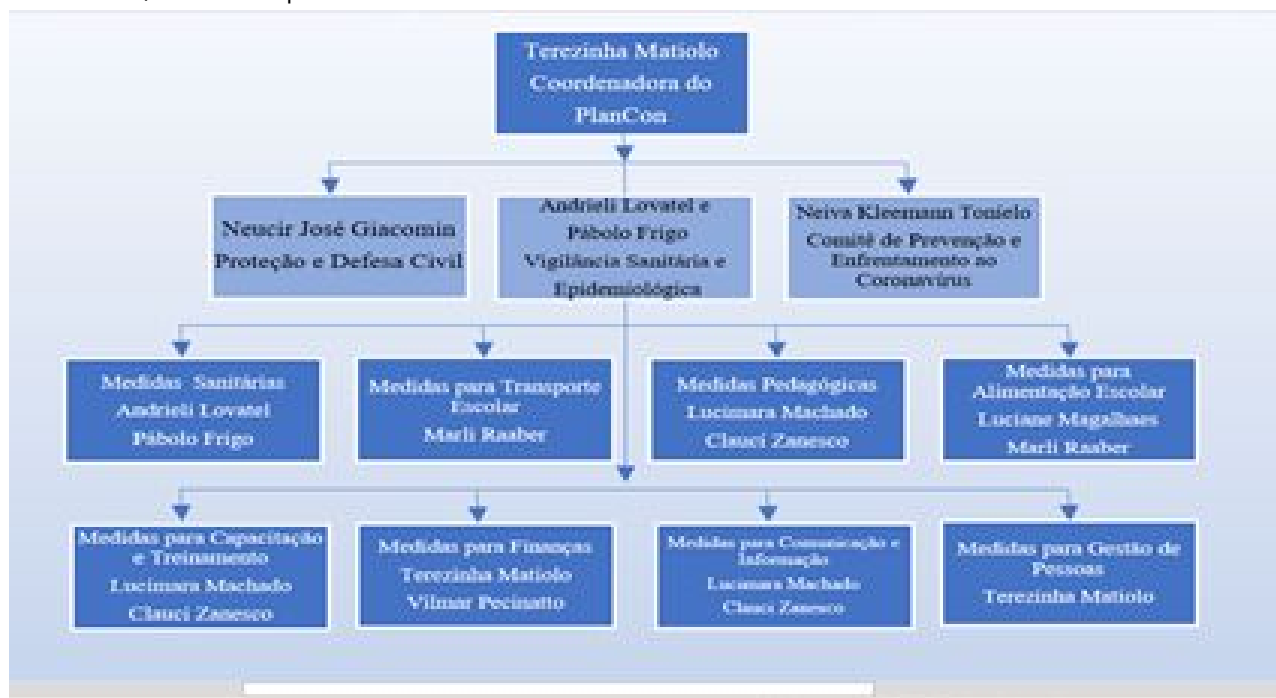 Terezinha Matiolo
Coordenadora do
PlanCon
Neucir José Giacomin
Proteção e Defesa Civil
Andrieli Lovatel e
Pábolo Frigo
Vigilância Sanitária e
Epidemiológica
Neiva Kleemann Tonielo
Comitê de Prevenção e
Enfrentamento ao
Coronavírus
Medidas Sanitárias
Andrieli Lovatel
Pábolo Frigo
Medidas para Transporte
Escolar
Marli Raaber
Medidas Pedagógicas
Lucimara Machado
Clauci Zanesco
Medidas para
Alimentação Escolar
Luciane Magalhaes
Marli Raaber
Medidas para Capacitação
e Treinamento
Lucimara Machado
Clauci Zanesco
Medidas para Finanças
Terezinha Matiolo
Vilmar Pecinatto
Medidas para Comunicação e
Informação
Lucimara Machado
Clauci Zanesco
Medidas para Gestão de
Pessoas
Terezinha Matiolo